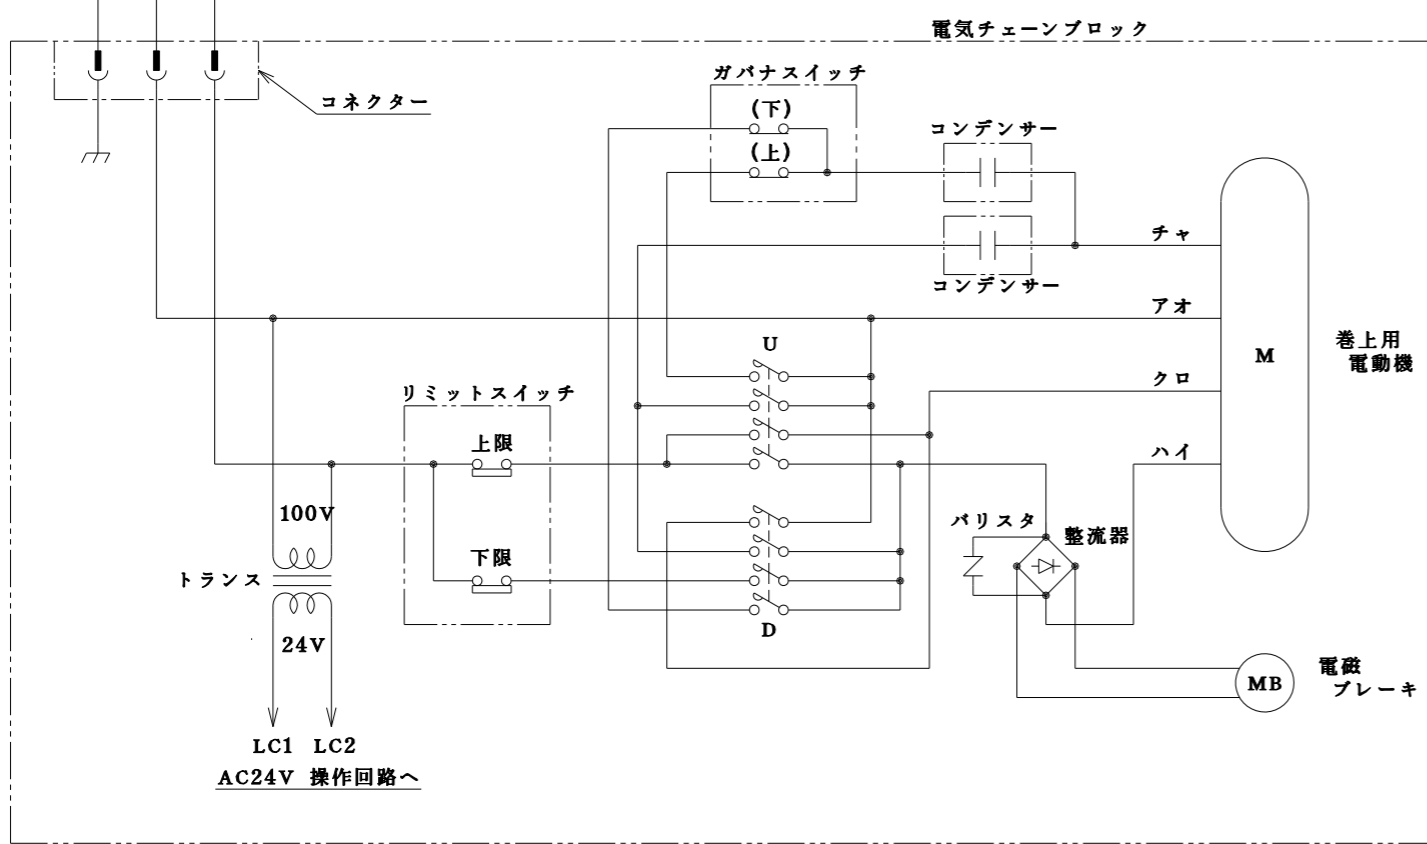 電気チェーンブロック
ガバナスイッチ
コネクター
(下)
コンデンサー
(上)
チャ
コンデンサー
アオ
U
巻上用
電動機
M
クロ
リミットスイッチ
上限
ハイ
100V
バリスタ
整流器
下限
トランス
D
24V
電磁
ブレーキ
MB
LC1 LC2
AC24V 操作回路へ